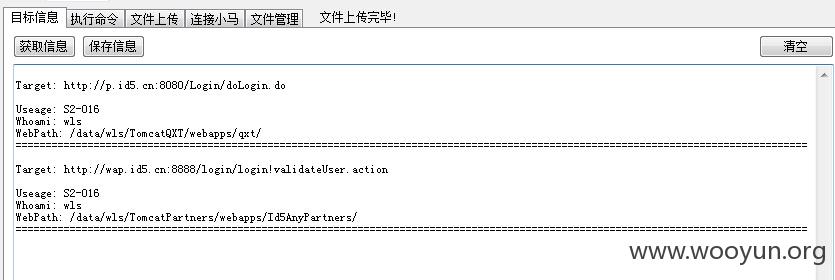 目标信息 执行命令 文件上传 连接小马 文件管理 文件上传完毕!
获取信息 保存信息 清空
Target: http://p.id5.cn:8080/Login/doLogin.do
Useage: S2-016
Whoami: wls
WebPath: /data/wls/TomcatQXT/webapps/qxt/
================================================================================
Target: http://wap.id5.cn:8888/login/login!validateUser.action
Useage: S2-016
Whoami: wls
WebPath: /data/wls/TomcatPartners/webapps/Id5AnyPartners/
================================================================================
www.wooyun.org